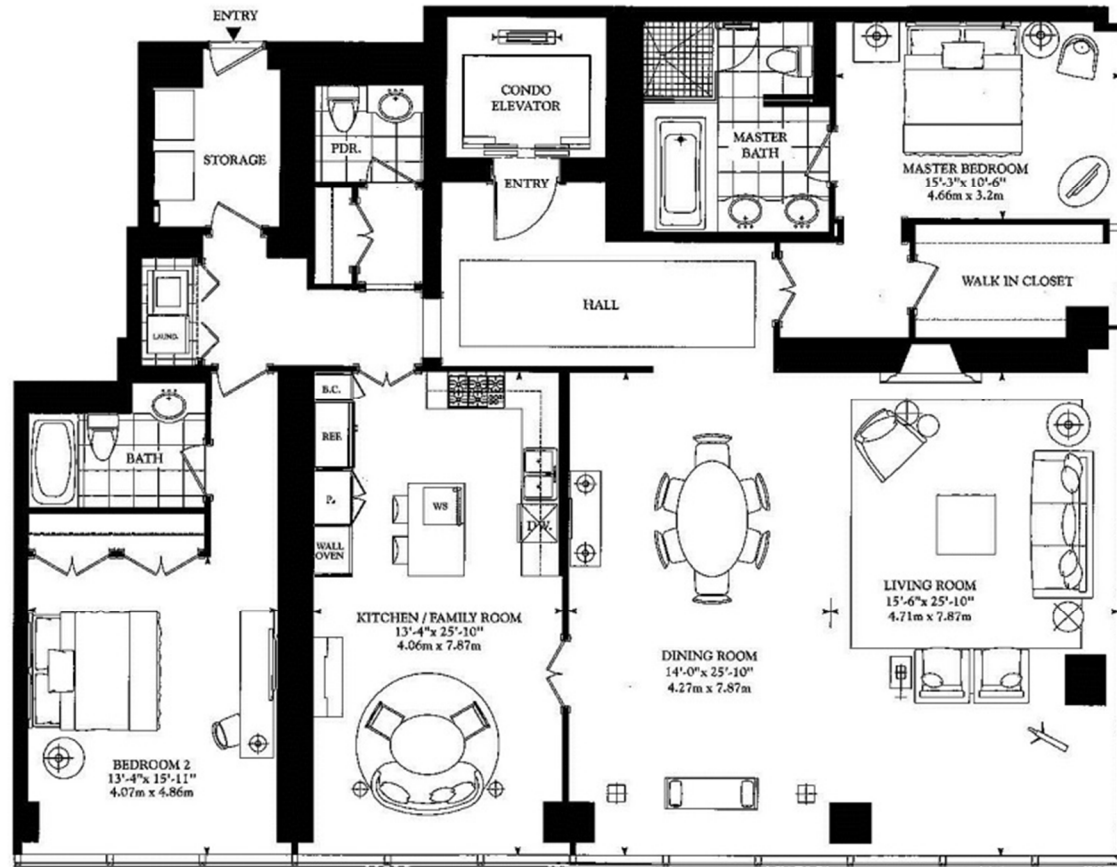 ENTRY
CONDO
ELEVATOR
STORAGE
PDR.
ENTRY
MASTER
BATH
MASTER BEDROOM
15'-3" x 10'-6"
4.66m x 3.2m
WALK IN CLOSET
HALL
LAUND.
B.C.
REF.
P.
WALL
OVEN
WS
D.W.
BATH
KITCHEN / FAMILY ROOM
13'-4" x 25'-10"
4.06m x 7.87m
LIVING ROOM
15'-6" x 25'-10"
4.71m x 7.87m
DINING ROOM
14'-0" x 25'-10"
4.27m x 7.87m
BEDROOM 2
13'-4" x 15'-11"
4.07m x 4.86m